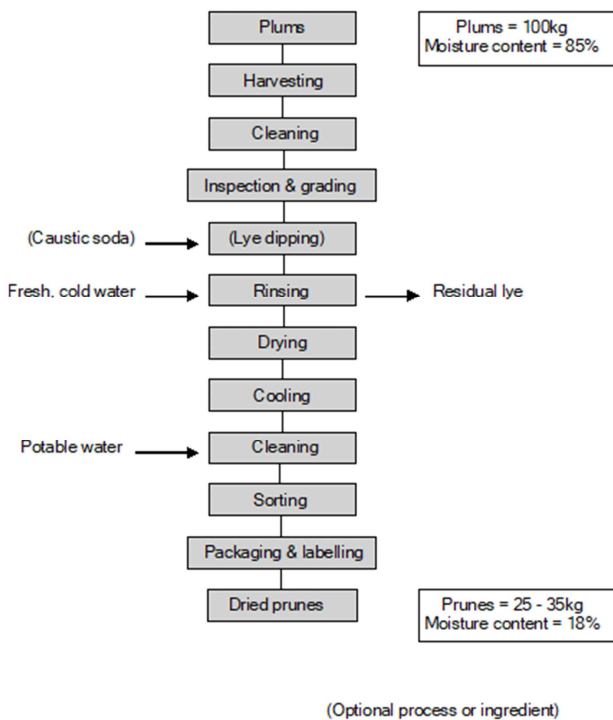 Plums
Plums = 100kg
Moisture content = 85%
Harvesting
Cleaning
Inspection & grading
(Caustic soda)
(Lye dipping)
Fresh, cold water
Rinsing
Residual lye
Drying
Cooling
Potable water
Cleaning
Sorting
Packaging & labelling
Dried prunes
Prunes = 25 - 35kg
Moisture content = 18%
(Optional process or ingredient)